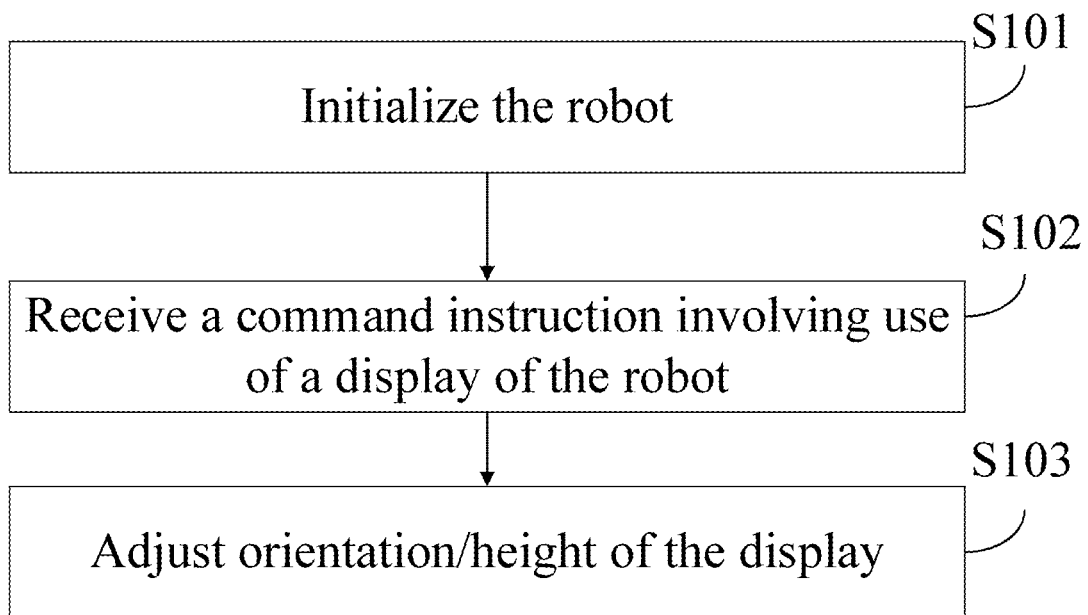 S101
Initialize the robot
S102
Receive a command instruction involving use
of a display of the robot
S103
Adjust orientation/height of the display